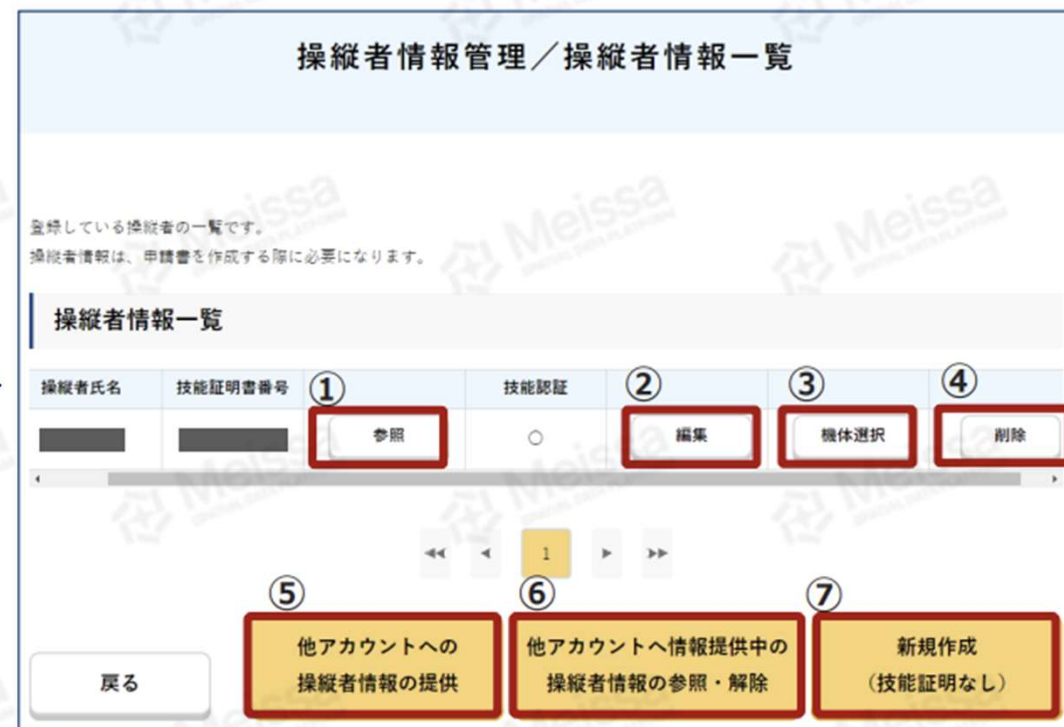 操縦者情報管理／操縦者情報一覧
登録している操縦者の一覧です。
操縦者情報は、申請書を作成する際に必要になります。
操縦者情報一覧
操縦者氏名 技能証明書番号 ① 技能認証 ② ③ ④
参照 ○ 編集 機体選択 削除
1
⑤ ⑥ ⑦
戻る
他アカウントへの
操縦者情報の提供
他アカウントへ情報提供中の
操縦者情報の参照・解除
新規作成
（技能証明なし）
Meissa
Meissa
Meissa
Meissa
Meissa
Meissa